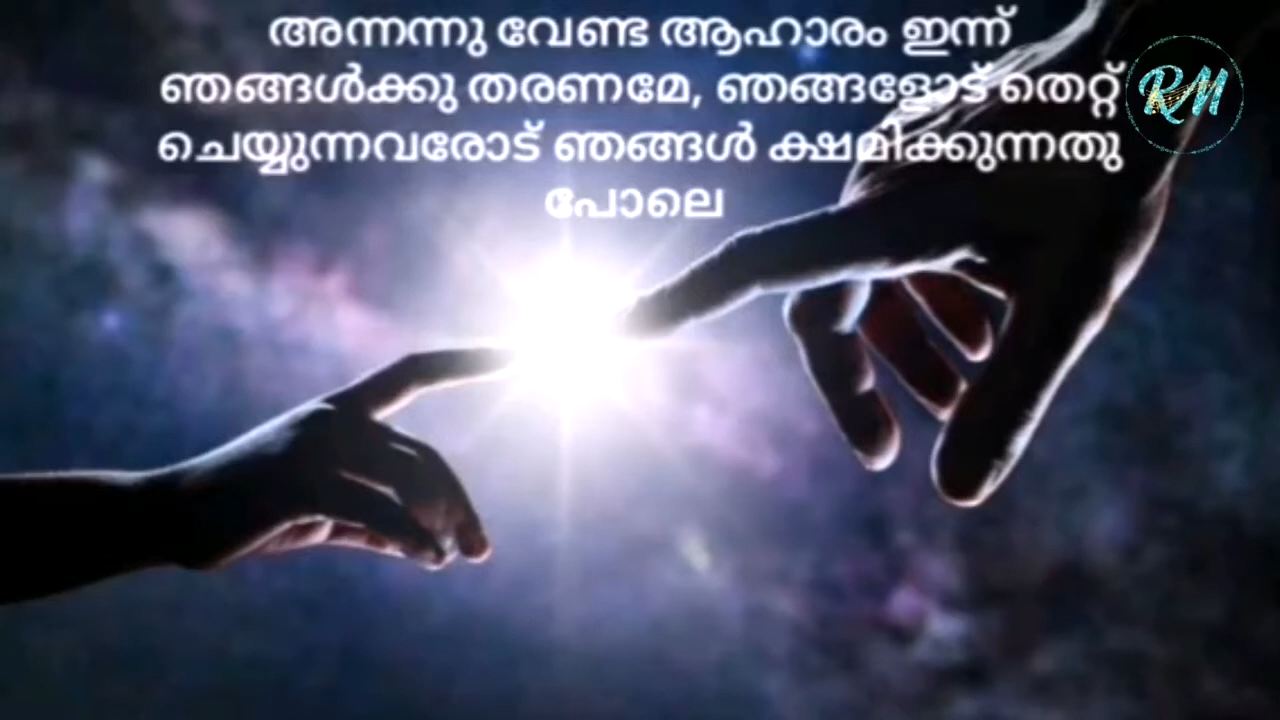 അന്നന്നു വേണ്ട ആഹാരം ഇന്ന്
ഞങ്ങൾക്കു തരണമേ, ഞങ്ങളോട് തെറ്റ്
ചെയ്യുന്നവരോട് ഞങ്ങൾ ക്ഷമിക്കുന്നതു
പോലെ
RM